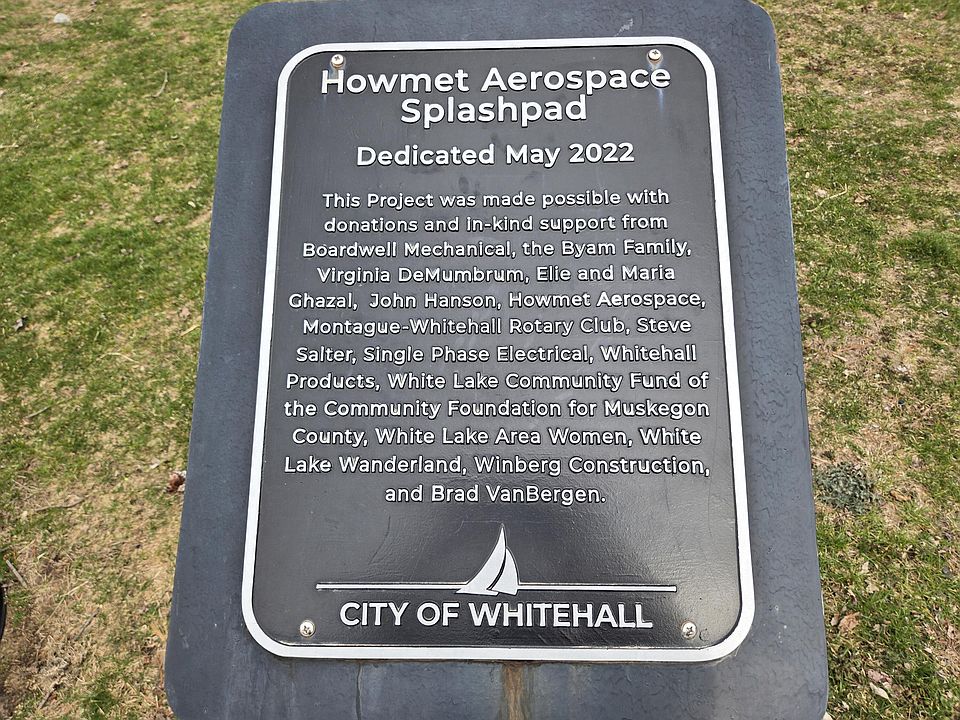 Howmet Aerospace
Splashpad
Dedicated May 2022
This Project was made possible with
donations and in-kind support from
Boardwell Mechanical, the Byam Family,
Virginia DeMumbrum, Elie and Maria
Ghazal, John Hanson, Howmet Aerospace,
Montague-Whitehall Rotary Club, Steve
Salter, Single Phase Electrical, Whitehall
Products, White Lake Community Fund of
the Community Foundation for Muskegon
County, White Lake Area Women, White
Lake Wanderland, Winberg Construction,
and Brad VanBergen.
CITY OF WHITEHALL